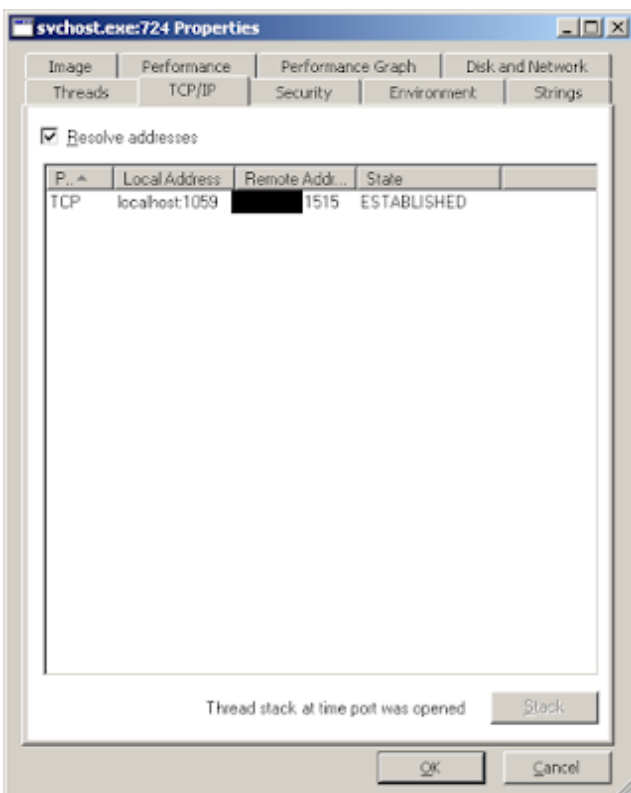 svchost.exe:724 Properties
Image Performance Performance Graph Disk and Network
Threads TCP/IP Security Environment Strings
Resolve addresses
P.. Local Address Remote Addr... State
TCP localhost:1059 1515 ESTABLISHED
Thread stack at time port was opened Stack
OK Cancel